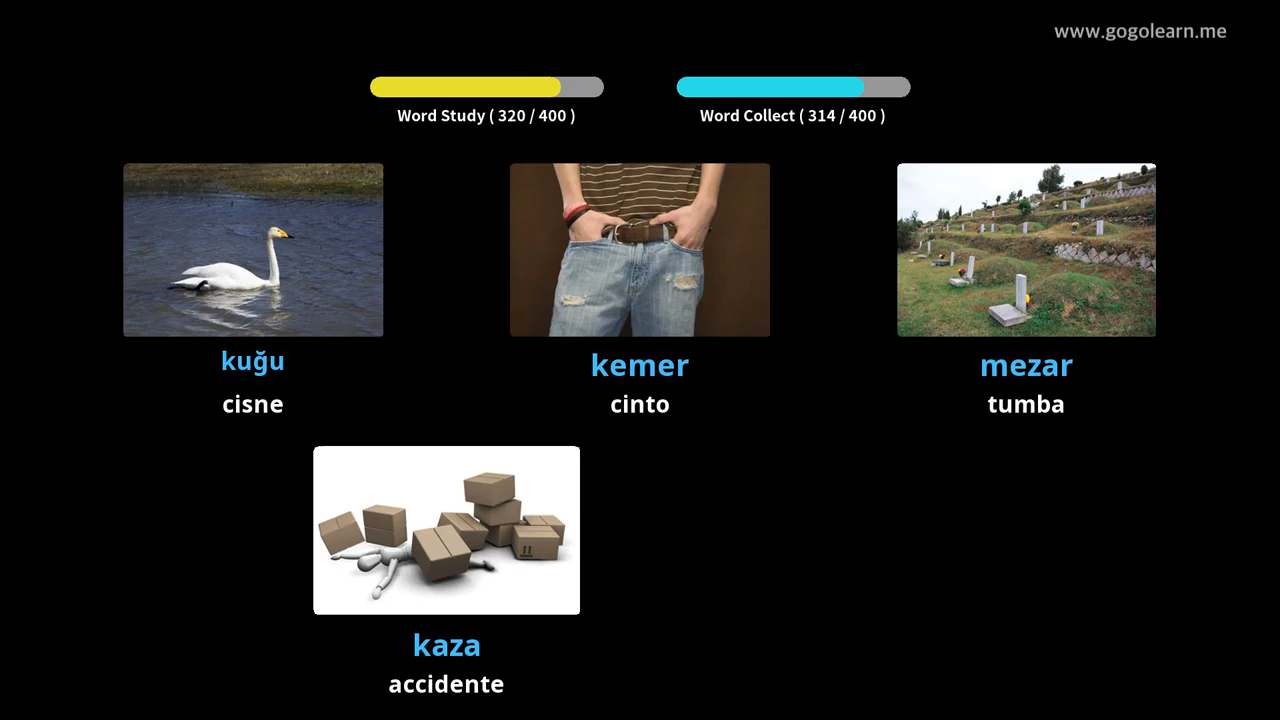 www.gogolearn.me
Word Study ( 320 / 400 )
Word Collect ( 314 / 400 )
kuğu
kemer
mezar
cisne
cinto
tumba
kaza
accidente